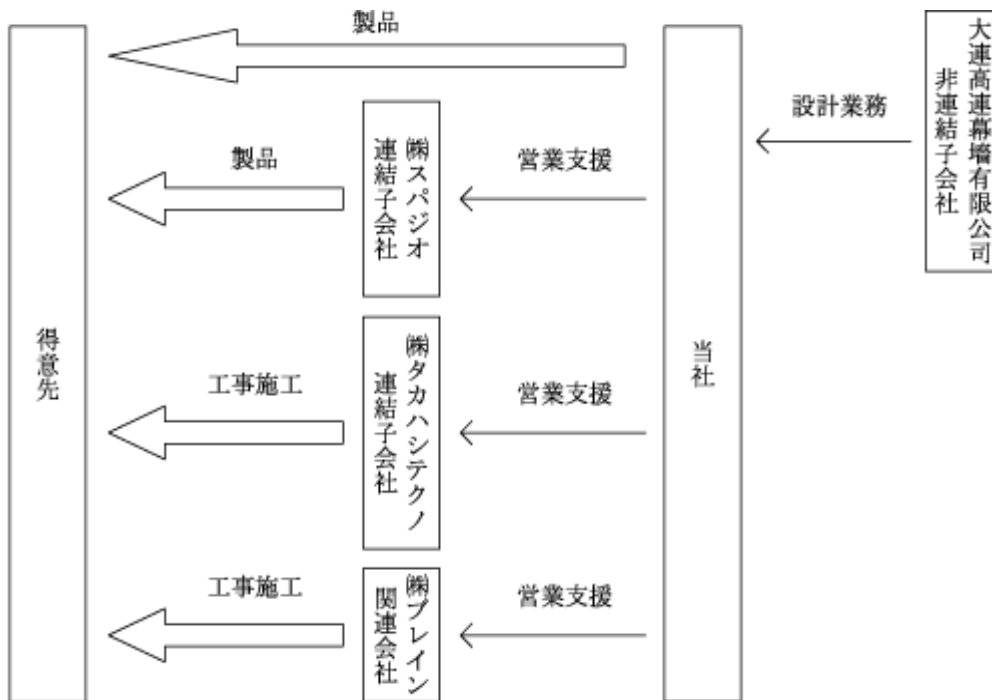 製品
大連高連幕墻有限公司
非連結子会社
設計業務
㈱スパジオ
連結子会社
製品
営業支援
得意先
当社
㈱タカハシテクノ
連結子会社
工事施工
営業支援
㈱ブレイン
関連会社
工事施工
営業支援